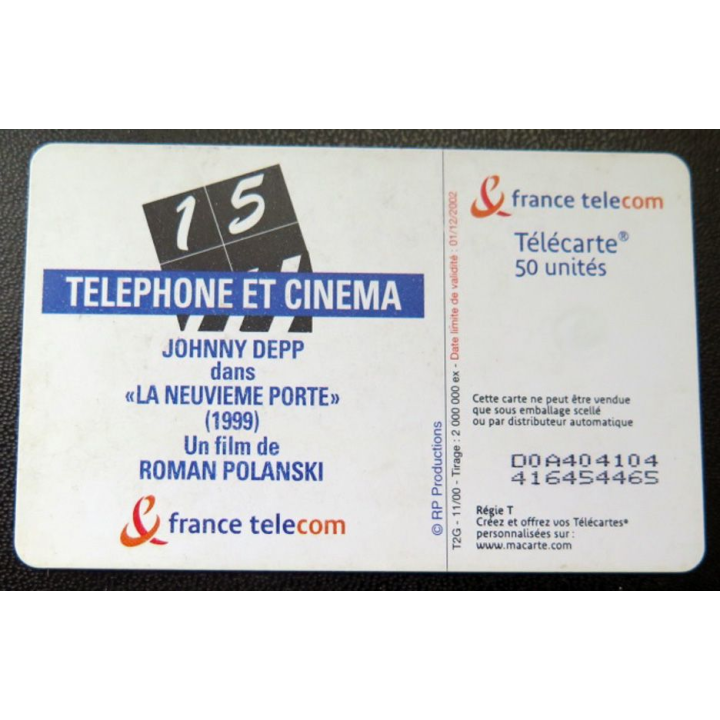 15
TELEPHONE ET CINEMA
JOHNNY DEPP
dans
«LA NEUVIEME PORTE»
(1999)
Un film de
ROMAN POLANSKI
france telecom
© RP Productions
T2G - 11/00 - Tirage : 2 000 000 ex - Date limite de validité : 01/12/2002
france telecom
Télécarte®
50 unités
Cette carte ne peut être vendue
que sous emballage scellé
ou par distributeur automatique
D0A404104
416454465
Régie T
Créez et offrez vos Télécartes®
personnalisées sur :
www.macarte.com